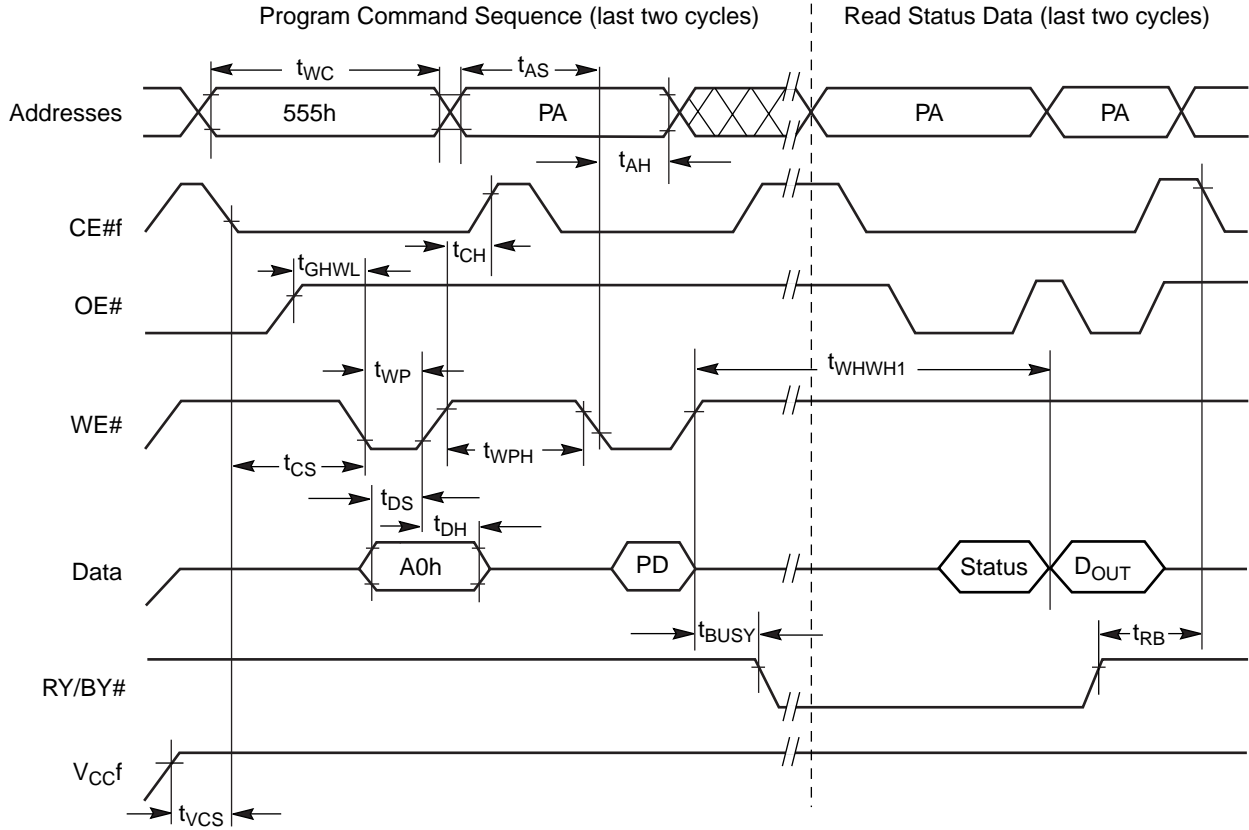 Program Command Sequence (last two cycles)
Read Status Data (last two cycles)
tWC
tAS
Addresses
555h
PA
PA
PA
tAH
CE#f
tCH
tGHWL
OE#
tWP
tWHWH1
WE#
tCS
tWPH
tDS
tDH
Data
A0h
PD
Status
DOUT
tBUSY
tRB
RY/BY#
VCCf
tVCS